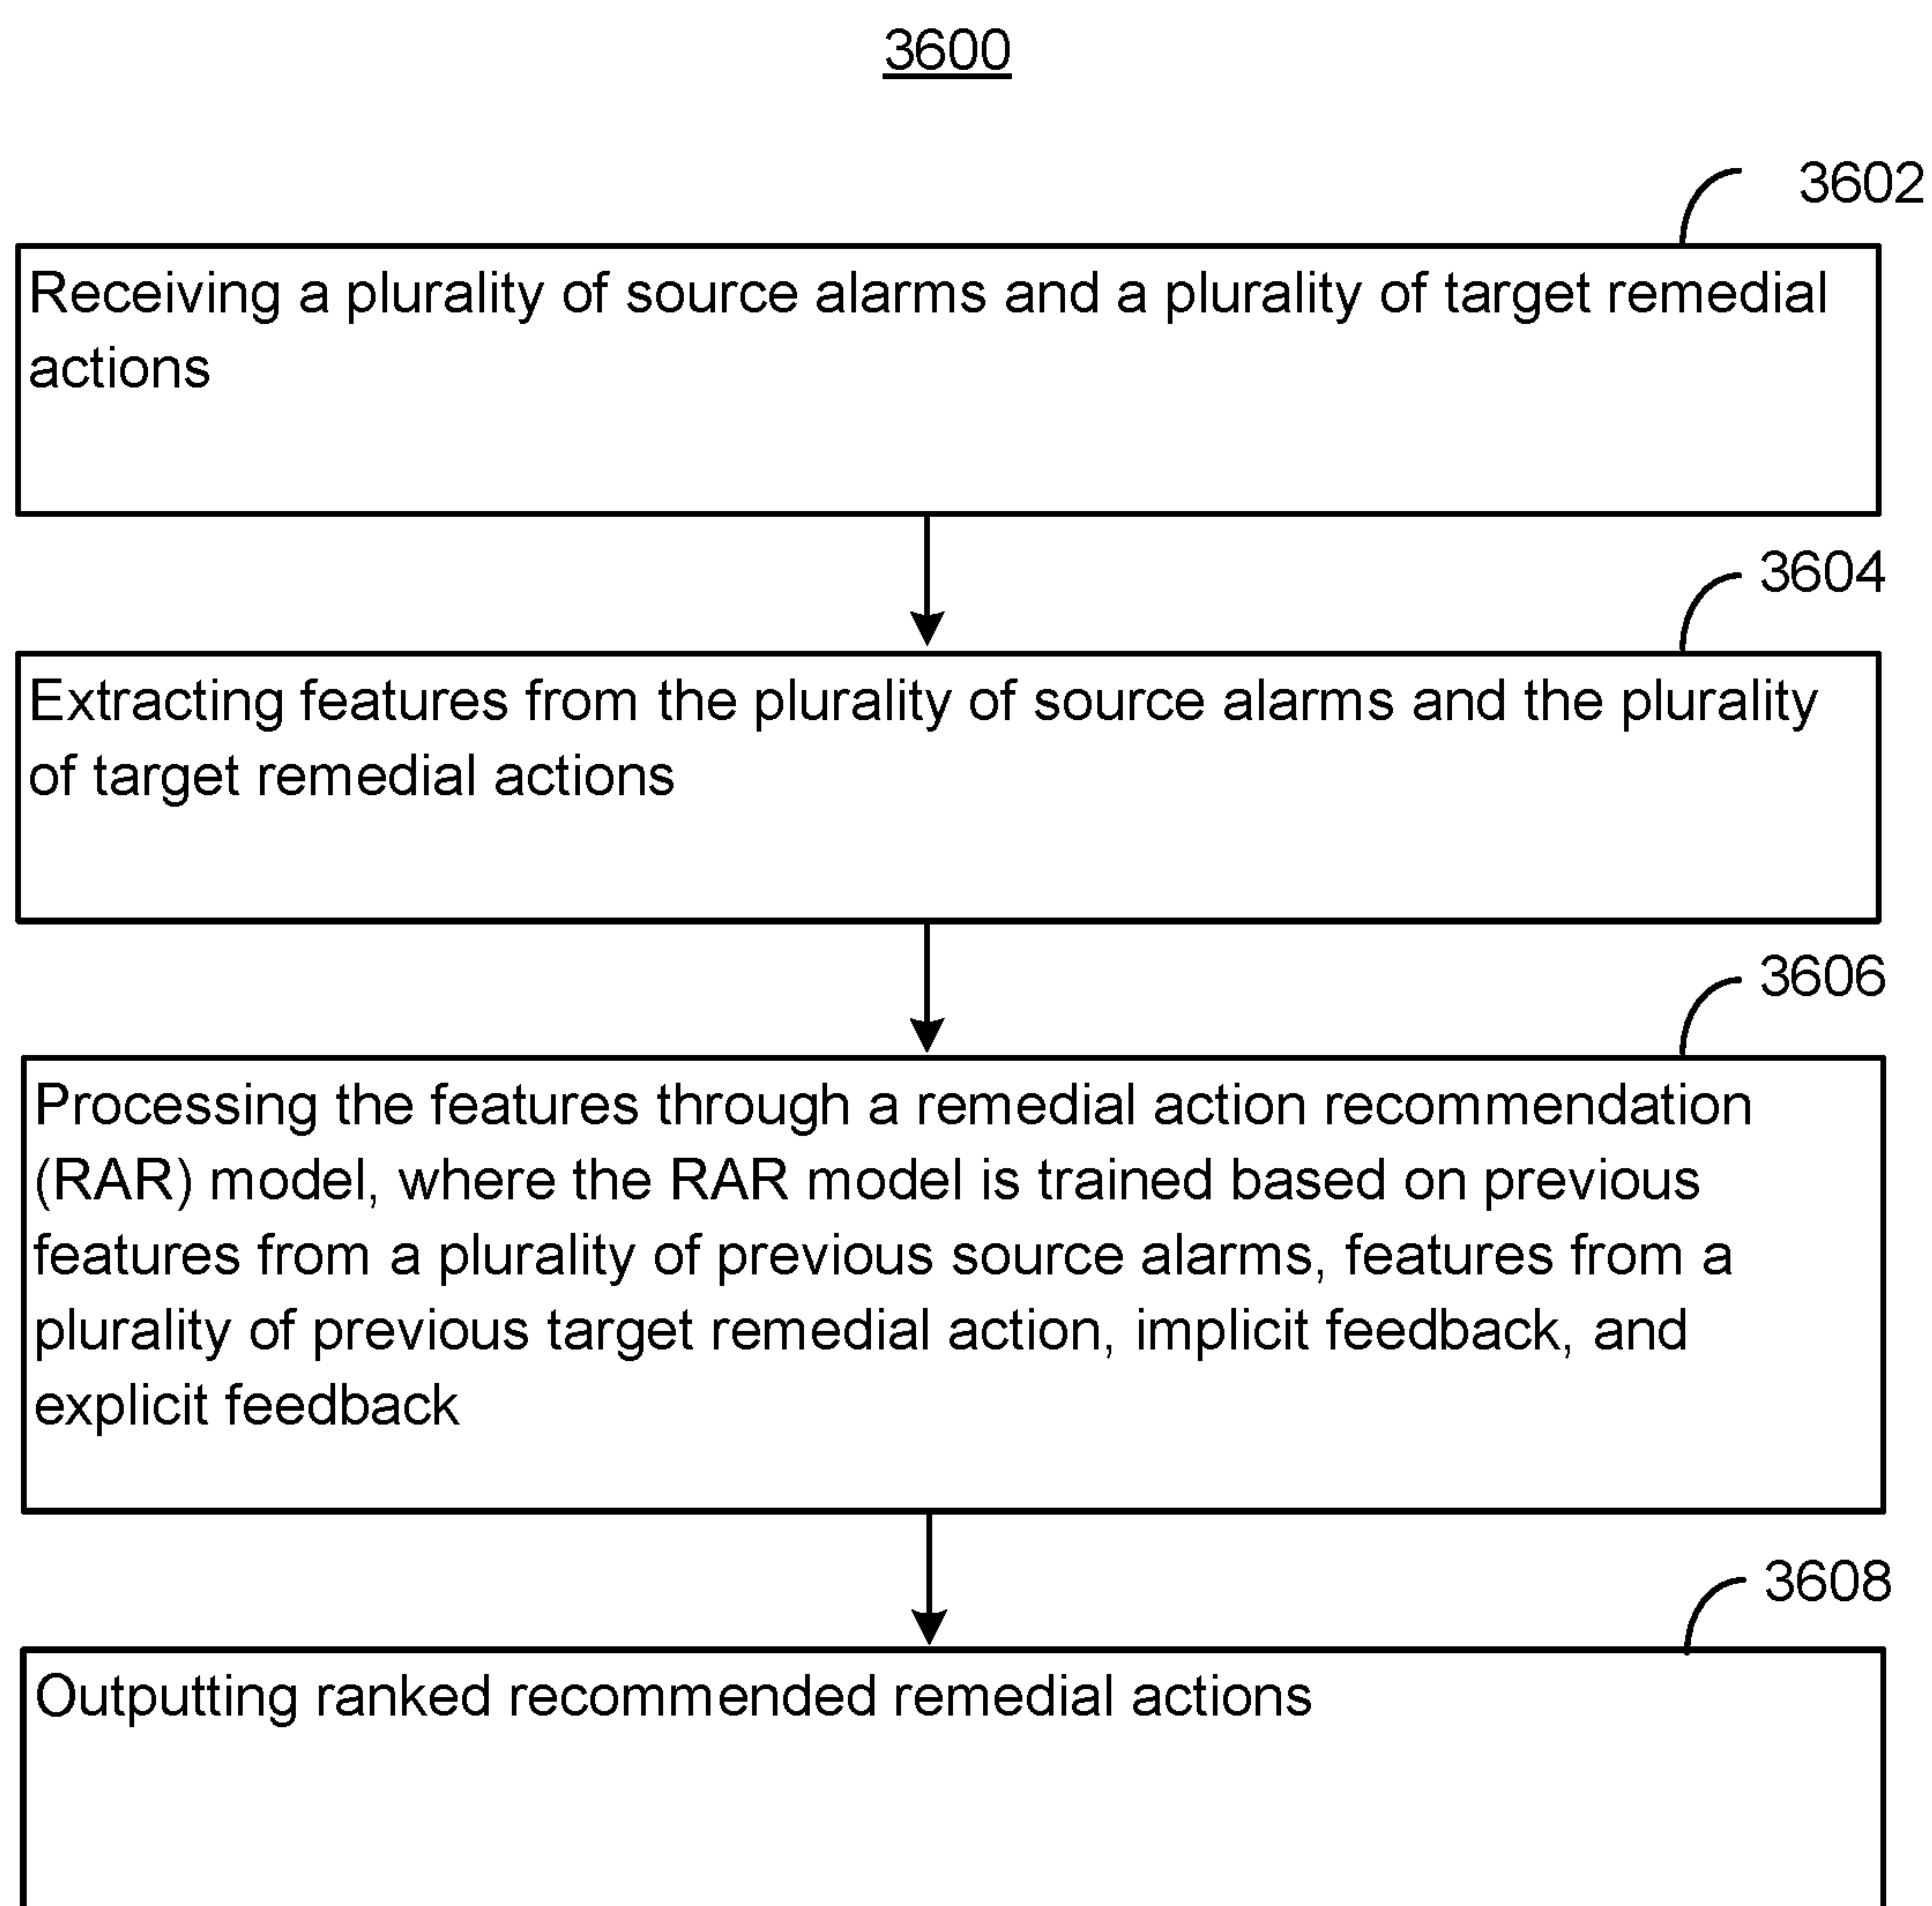 3600
3602
Receiving a plurality of source alarms and a plurality of target remedial
actions
3604
Extracting features from the plurality of source alarms and the plurality
of target remedial actions
3606
Processing the features through a remedial action recommendation
(RAR) model, where the RAR model is trained based on previous
features from a plurality of previous source alarms, features from a
plurality of previous target remedial action, implicit feedback, and
explicit feedback
3608
Outputting ranked recommended remedial actions